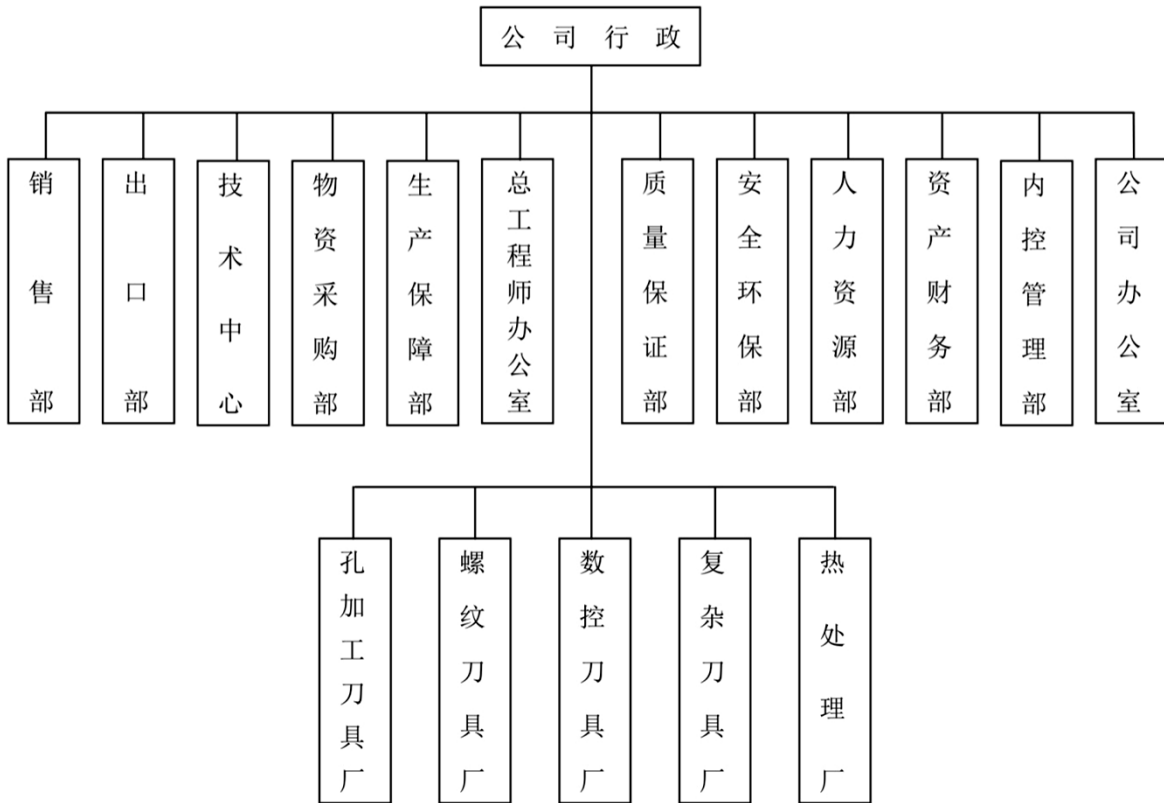 公司行政
销售部
出口部
技术中心
物资采购部
生产保障部
总工程师办公室
质量保证部
安全环保部
人力资源部
资产财务部
内控管理部
公司办公室
孔加工刀具厂
螺纹刀具厂
数控刀具厂
复杂刀具厂
热处理厂